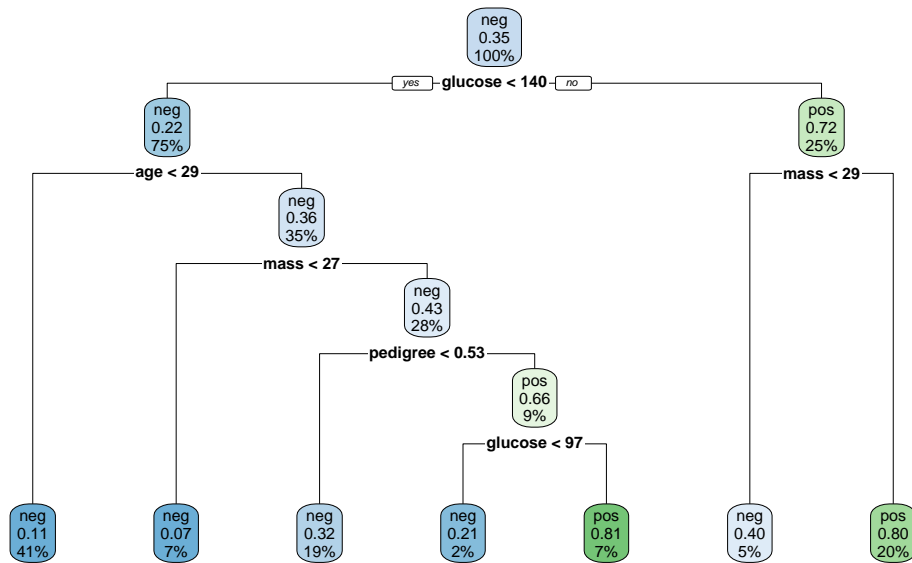 neg
0.35
100%
yes glucose < 140 no
neg
0.22
75%
pos
0.72
25%
age < 29
mass < 29
neg
0.36
35%
mass < 27
neg
0.43
28%
pedigree < 0.53
pos
0.66
9%
glucose < 97
neg
0.11
41%
neg
0.07
7%
neg
0.32
19%
neg
0.21
2%
pos
0.81
7%
neg
0.40
5%
pos
0.80
20%